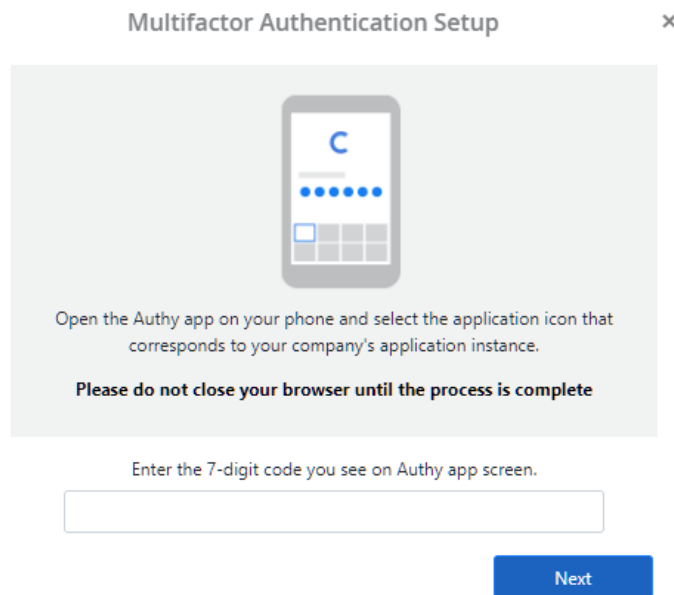 Multifactor Authentication Setup
×
C
Open the Authy app on your phone and select the application icon that
corresponds to your company's application instance.
Please do not close your browser until the process is complete
Enter the 7-digit code you see on Authy app screen.
Next